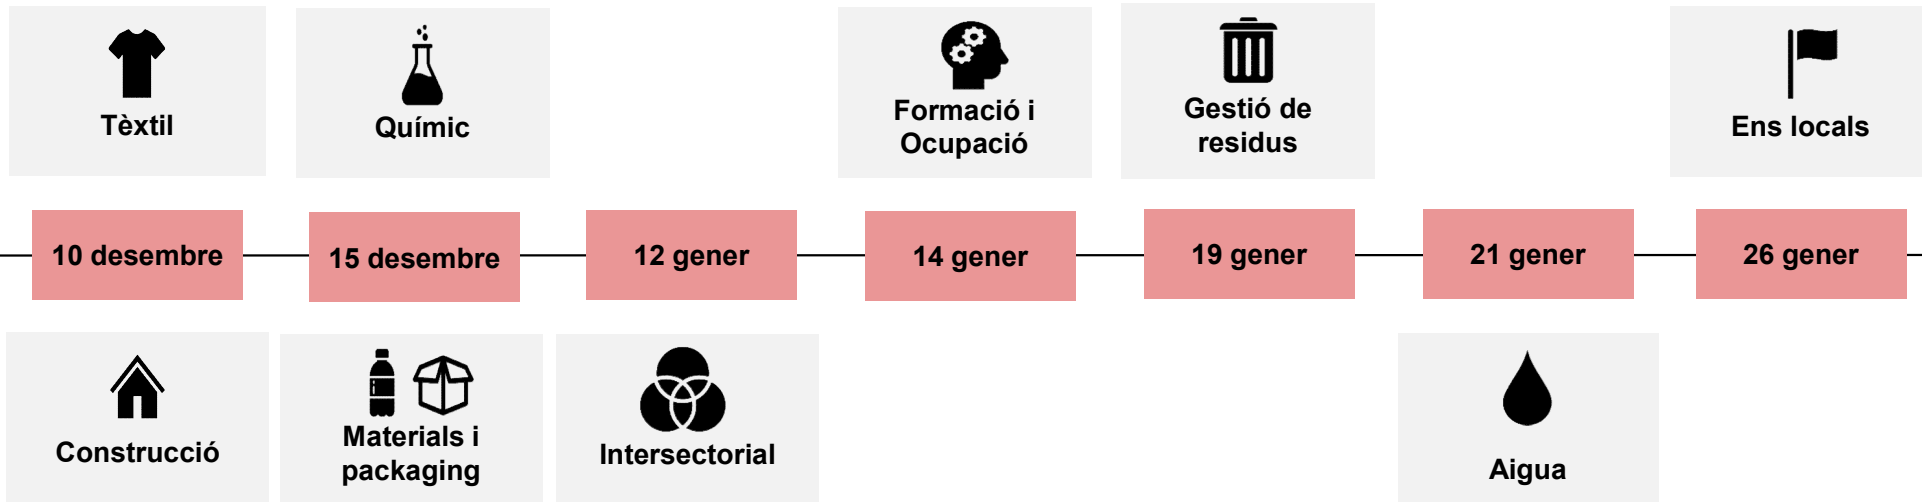 Tèxtil
Químic
Formació i
Ocupació
Gestió de
residus
Ens locals
10 desembre
15 desembre
12 gener
14 gener
19 gener
21 gener
26 gener
Construcció
Materials i
packaging
Intersectorial
Aigua